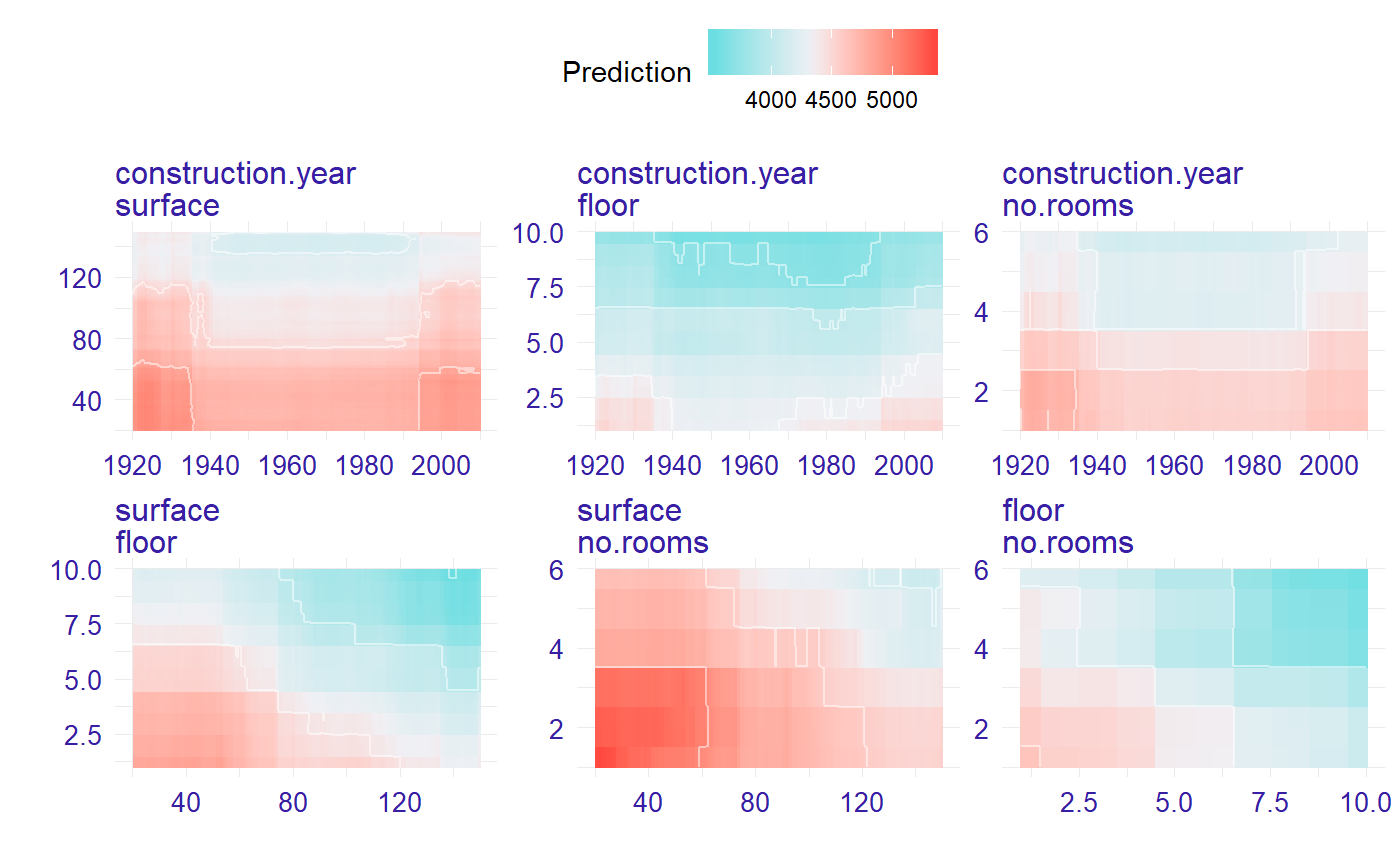 Prediction
4000 4500 5000
construction.year
surface
120
80
40
1920 1940 1960 1980 2000
construction.year
floor
10.0
7.5
5.0
2.5
1920 1940 1960 1980 2000
construction.year
no.rooms
6
4
2
1920 1940 1960 1980 2000
surface
floor
10.0
7.5
5.0
2.5
40 80 120
surface
no.rooms
6
4
2
40 80 120
floor
no.rooms
6
4
2
2.5 5.0 7.5 10.0